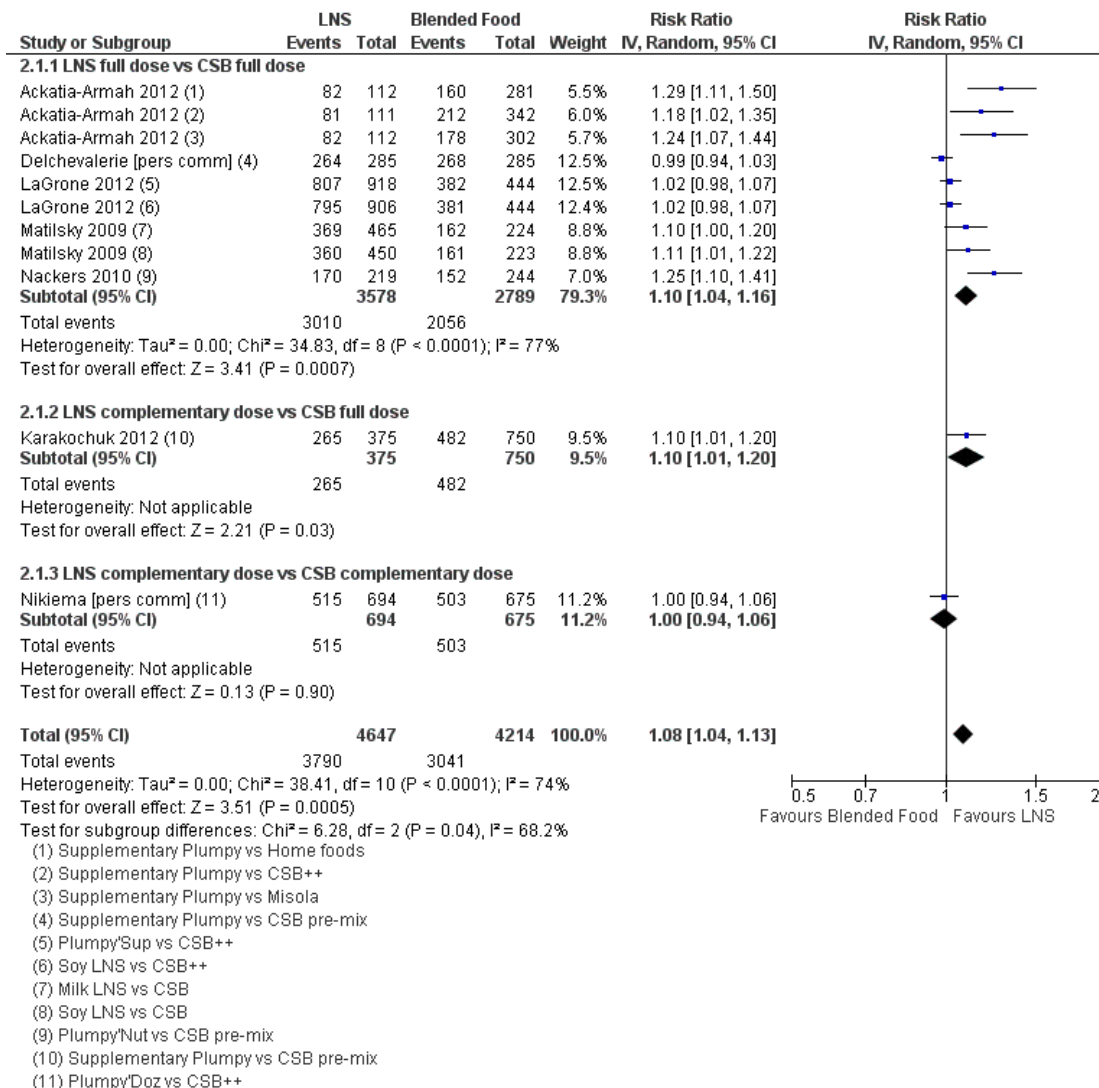 LNS Blended Food Risk Ratio Risk Ratio
Study or Subgroup Events Total Events Total Weight IV, Random, 95% CI IV, Random, 95% CI
2.1.1 LNS full dose vs CSB full dose
Ackatia-Armah 2012 (1) 82 112 160 281 5.5% 1.29 [1.11, 1.50]
Ackatia-Armah 2012 (2) 81 111 212 342 6.0% 1.18 [1.02, 1.35]
Ackatia-Armah 2012 (3) 82 112 178 302 5.7% 1.24 [1.07, 1.44]
Delchevalerie [pers comm] (4) 264 285 268 285 12.5% 0.99 [0.94, 1.03]
LaGrone 2012 (5) 807 918 382 444 12.5% 1.02 [0.98, 1.07]
LaGrone 2012 (6) 795 906 381 444 12.4% 1.02 [0.98, 1.07]
Matilsky 2009 (7) 369 465 162 224 8.8% 1.10 [1.00, 1.20]
Matilsky 2009 (8) 360 450 161 223 8.8% 1.11 [1.01, 1.22]
Nackers 2010 (9) 170 219 152 244 7.0% 1.25 [1.10, 1.41]
Subtotal (95% CI) 3578 2789 79.3% 1.10 [1.04, 1.16]
Total events 3010 2056
Heterogeneity: Tau² = 0.00; Chi² = 34.83, df = 8 (P < 0.0001); I² = 77%
Test for overall effect: Z = 3.41 (P = 0.0007)
2.1.2 LNS complementary dose vs CSB full dose
Karakochuk 2012 (10) 265 375 482 750 9.5% 1.10 [1.01, 1.20]
Subtotal (95% CI) 375 750 9.5% 1.10 [1.01, 1.20]
Total events 265 482
Heterogeneity: Not applicable
Test for overall effect: Z = 2.21 (P = 0.03)
2.1.3 LNS complementary dose vs CSB complementary dose
Nikiema [pers comm] (11) 515 694 503 675 11.2% 1.00 [0.94, 1.06]
Subtotal (95% CI) 694 675 11.2% 1.00 [0.94, 1.06]
Total events 515 503
Heterogeneity: Not applicable
Test for overall effect: Z = 0.13 (P = 0.90)
Total (95% CI) 4647 4214 100.0% 1.08 [1.04, 1.13]
Total events 3790 3041
Heterogeneity: Tau² = 0.00; Chi² = 38.41, df = 10 (P < 0.0001); I² = 74%
Test for overall effect: Z = 3.51 (P = 0.0005)
Test for subgroup differences: Chi² = 6.28, df = 2 (P = 0.04), I² = 68.2%
0.5 0.7 1 1.5 2
Favours Blended Food Favours LNS
(1) Supplementary Plumpy vs Home foods
(2) Supplementary Plumpy vs CSB++
(3) Supplementary Plumpy vs Misola
(4) Supplementary Plumpy vs CSB pre-mix
(5) Plumpy'Sup vs CSB++
(6) Soy LNS vs CSB++
(7) Milk LNS vs CSB
(8) Soy LNS vs CSB
(9) Plumpy'Nut vs CSB pre-mix
(10) Supplementary Plumpy vs CSB pre-mix
(11) Plumpy'Doz vs CSB++